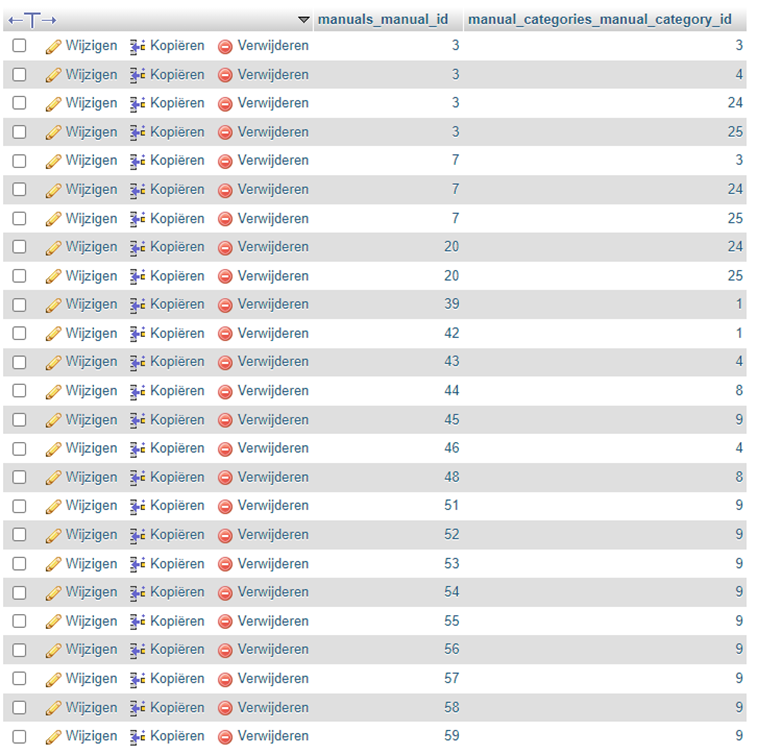 manuals_manual_id manual_categories_manual_category_id
Wijzigen Kopiëren Verwijderen 3 3
Wijzigen Kopiëren Verwijderen 3 4
Wijzigen Kopiëren Verwijderen 3 24
Wijzigen Kopiëren Verwijderen 3 25
Wijzigen Kopiëren Verwijderen 7 3
Wijzigen Kopiëren Verwijderen 7 24
Wijzigen Kopiëren Verwijderen 7 25
Wijzigen Kopiëren Verwijderen 20 24
Wijzigen Kopiëren Verwijderen 20 25
Wijzigen Kopiëren Verwijderen 39 1
Wijzigen Kopiëren Verwijderen 42 1
Wijzigen Kopiëren Verwijderen 43 4
Wijzigen Kopiëren Verwijderen 44 8
Wijzigen Kopiëren Verwijderen 45 9
Wijzigen Kopiëren Verwijderen 46 4
Wijzigen Kopiëren Verwijderen 48 8
Wijzigen Kopiëren Verwijderen 51 9
Wijzigen Kopiëren Verwijderen 52 9
Wijzigen Kopiëren Verwijderen 53 9
Wijzigen Kopiëren Verwijderen 54 9
Wijzigen Kopiëren Verwijderen 55 9
Wijzigen Kopiëren Verwijderen 56 9
Wijzigen Kopiëren Verwijderen 57 9
Wijzigen Kopiëren Verwijderen 58 9
Wijzigen Kopiëren Verwijderen 59 9